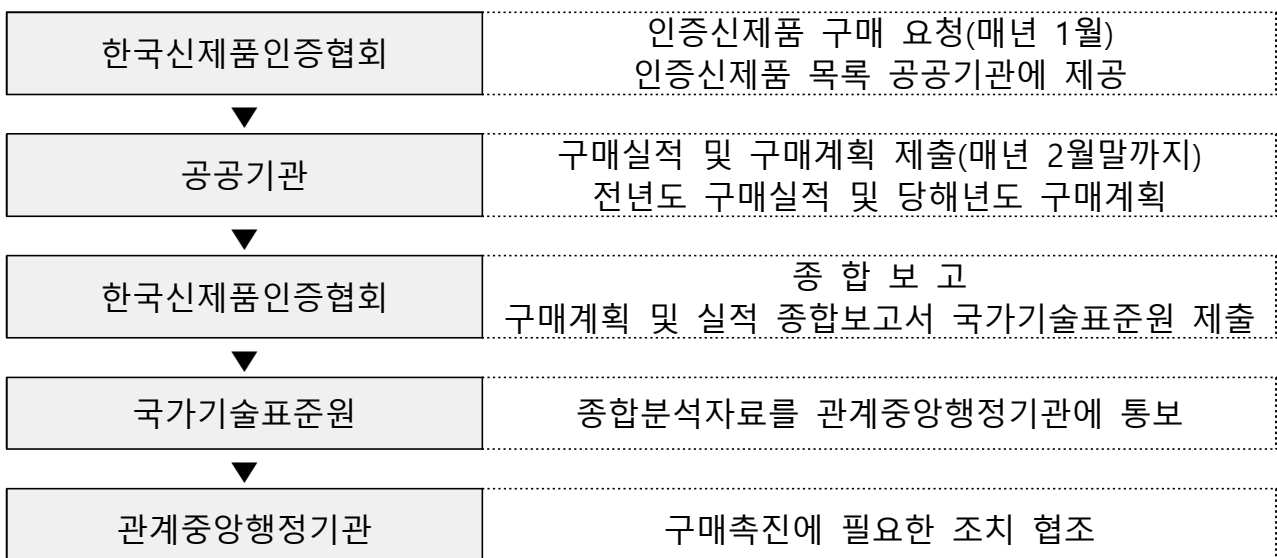 한국신제품인증협회
인증신제품 구매 요청(매년 1월)
인증신제품 목록 공공기관에 제공
▼
공공기관
구매실적 및 구매계획 제출(매년 2월말까지)
전년도 구매실적 및 당해년도 구매계획
▼
한국신제품인증협회
종 합 보 고
구매계획 및 실적 종합보고서 국가기술표준원 제출
▼
국가기술표준원
종합분석자료를 관계중앙행정기관에 통보
▼
관계중앙행정기관
구매촉진에 필요한 조치 협조